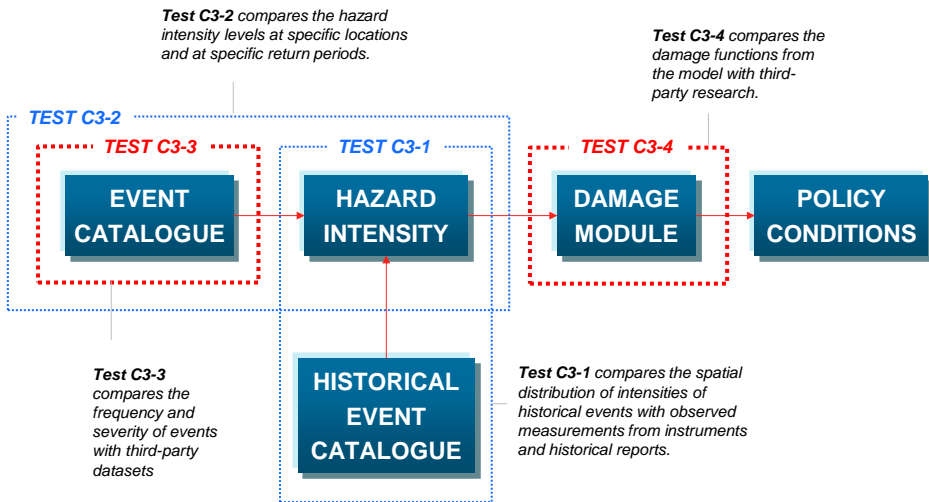 Test C3-2 compares the hazard
intensity levels at specific locations
and at specific return periods.
Test C3-4 compares the
damage functions from
the model with third-
party research.
TEST C3-2
TEST C3-3
TEST C3-1
TEST C3-4
EVENT
CATALOGUE
HAZARD
INTENSITY
DAMAGE
MODULE
POLICY
CONDITIONS
Test C3-3
compares the
frequency and
severity of events
with third-party
datasets
HISTORICAL
EVENT
CATALOGUE
Test C3-1 compares the spatial
distribution of intensities of
historical events with observed
measurements from instruments
and historical reports.